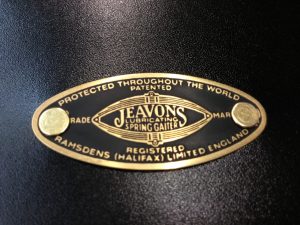 PROTECTED THROUGHOUT THE WORLD
PATENTED
JEAVONS
LUBRICATING
SPRING GAITER
TRADE MARK
REGISTERED
RAMSDENS (HALIFAX) LIMITED ENGLAND